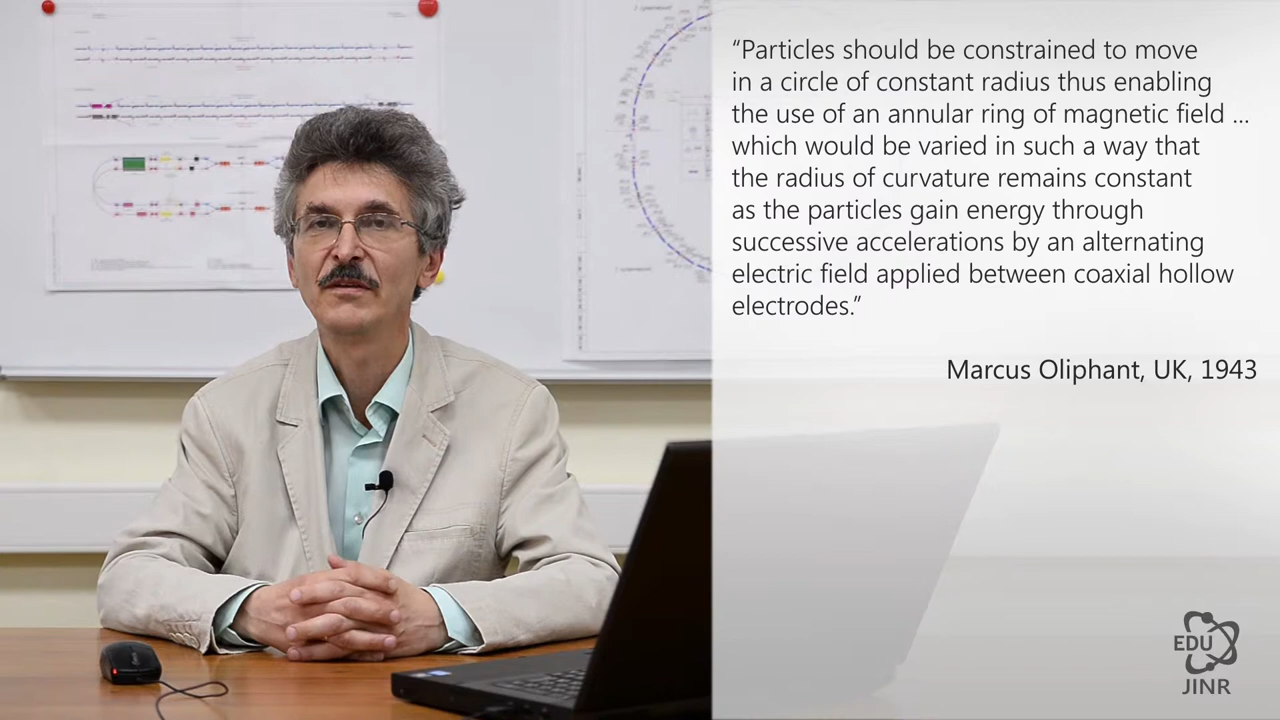 “Particles should be constrained to move
in a circle of constant radius thus enabling
the use of an annular ring of magnetic field ...
which would be varied in such a way that
the radius of curvature remains constant
as the particles gain energy through
successive accelerations by an alternating
electric field applied between coaxial hollow
electrodes.”
Marcus Oliphant, UK, 1943
EDU
JINR